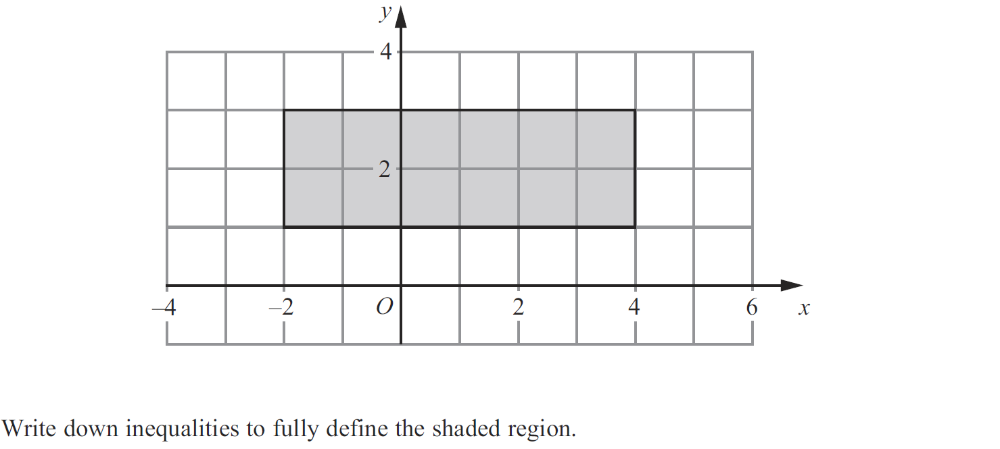 y
4
2
–4 –2 O 2 4 6 x
Write down inequalities to fully define the shaded region.